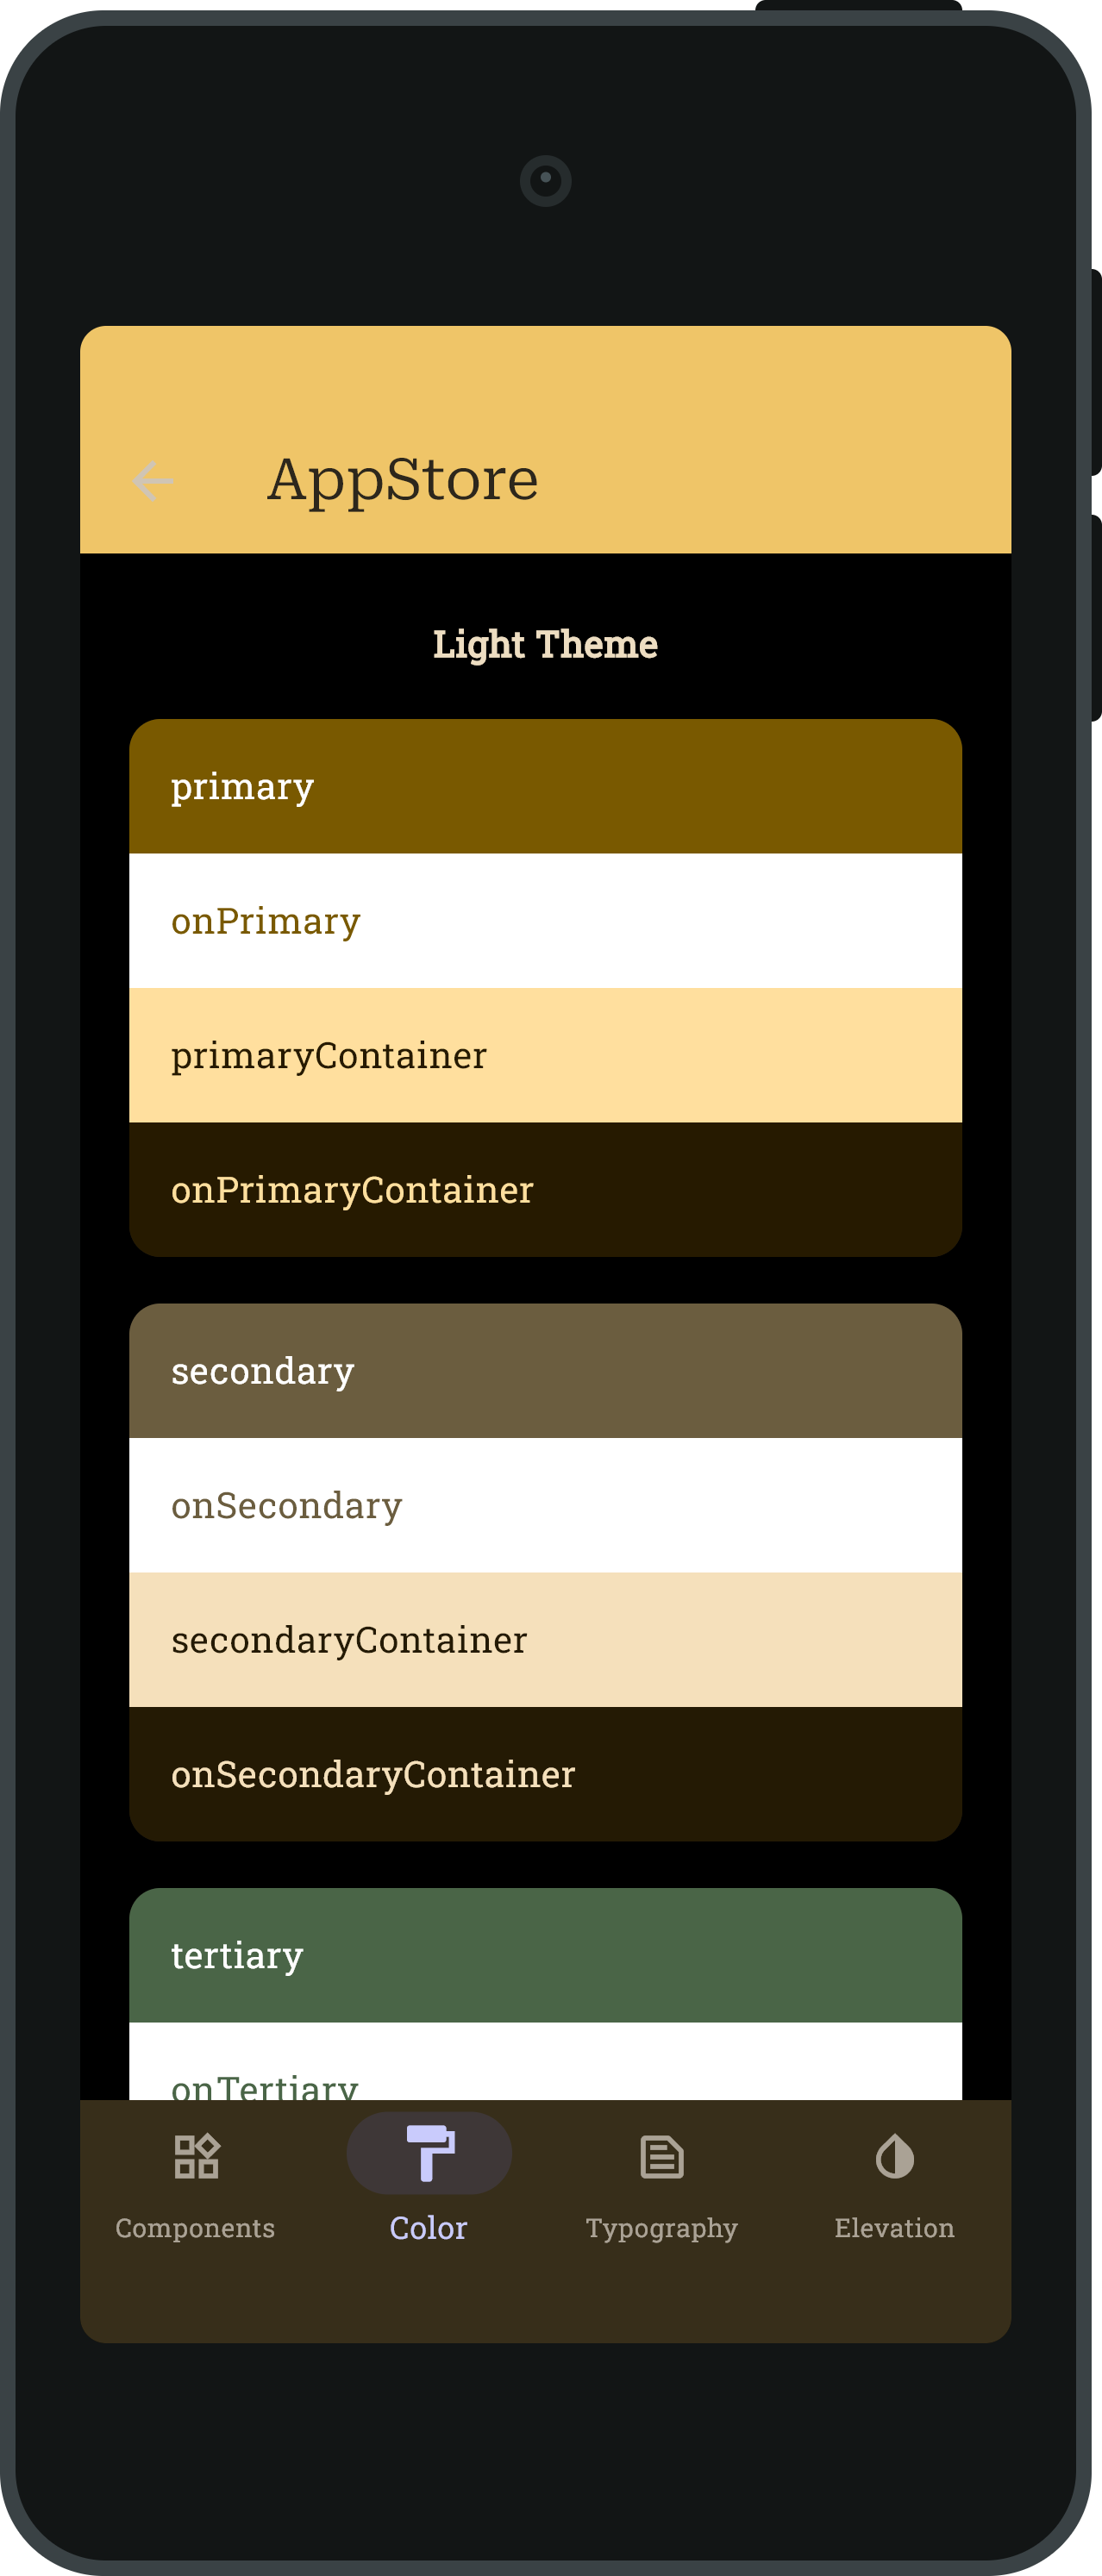 AppStore
Light Theme
primary
onPrimary
primaryContainer
onPrimaryContainer
secondary
onSecondary
secondaryContainer
onSecondaryContainer
tertiary
onTertiary
Components
Color
Typography
Elevation